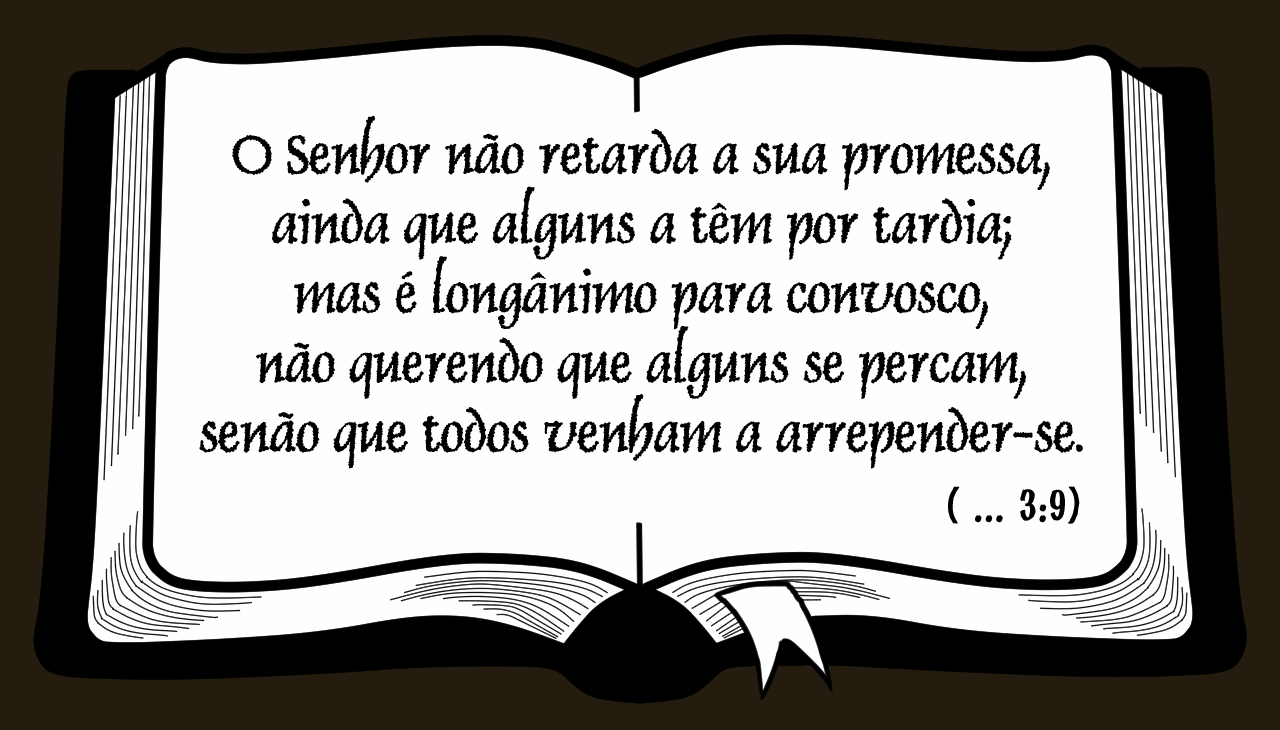 O Senhor não retarda a sua promessa,
ainda que alguns a têm por tardia;
mas é longânimo para convosco,
não querendo que alguns se percam,
senão que todos venham a arrepender-se.
( ... 3:9)